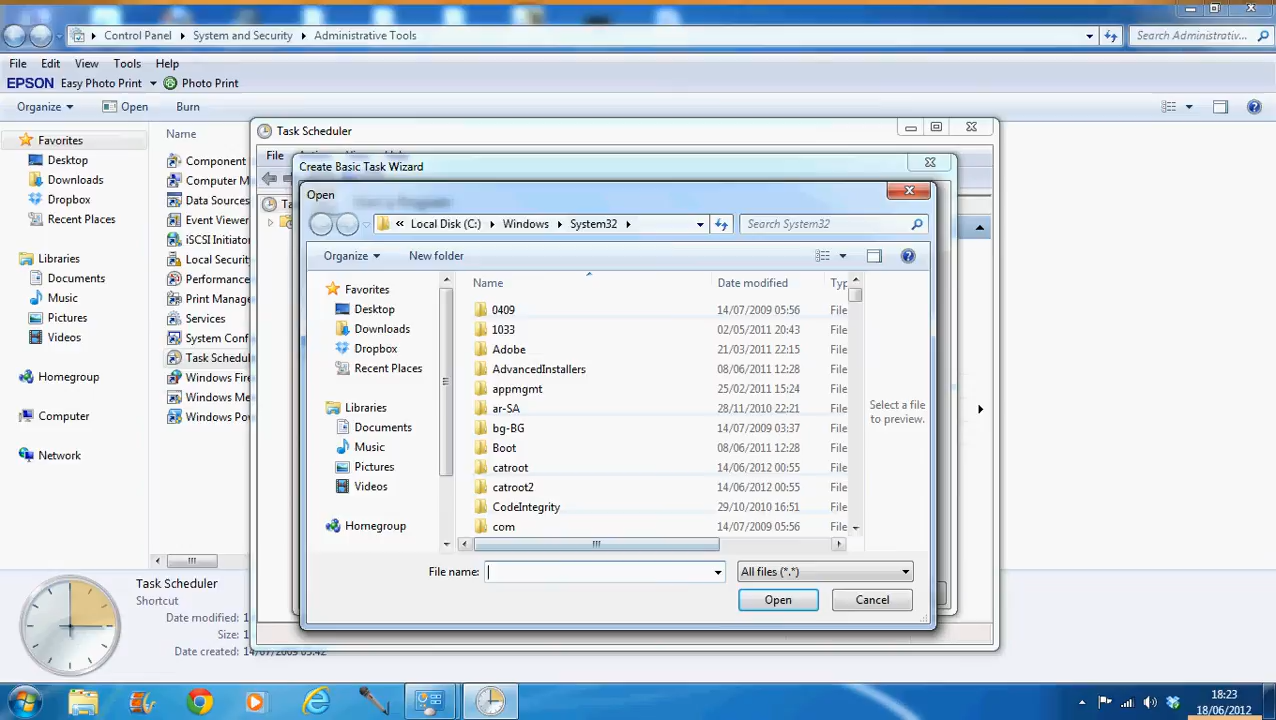 Control Panel
System and Security
Administrative Tools
Search Administrativ...
File Edit View Tools Help
EPSON Easy Photo Print Photo Print
Organize Open Burn
Favorites
Desktop
Downloads
Dropbox
Recent Places
Libraries
Documents
Music
Pictures
Videos
Homegroup
Computer
Network
Name
Component
Computer M
Data Sources
Event Viewer
iSCSI Initiato
Local Securit
Performance
Print Manage
Services
System Conf
Task Schedul
Windows Fire
Windows Me
Windows Pov
Task Scheduler
Shortcut
Date modified: 1
Size: 1
Date created: 14/07/2009 05:42
Task Scheduler
File
Create Basic Task Wizard
Open
« Local Disk (C:) Windows System32
Search System32
Organize New folder
Favorites
Desktop
Downloads
Dropbox
Recent Places
Libraries
Documents
Music
Pictures
Videos
Homegroup
Name Date modified Typ
0409 14/07/2009 05:56 File
1033 02/05/2011 20:43 File
Adobe 21/03/2011 22:15 File
AdvancedInstallers 08/06/2011 12:28 File
appmgmt 25/02/2011 15:24 File
ar-SA 28/11/2010 22:21 File
bg-BG 14/07/2009 03:37 File
Boot 08/06/2011 12:28 File
catroot 14/06/2012 00:55 File
catroot2 14/06/2012 00:55 File
CodeIntegrity 29/10/2010 16:51 File
com 14/07/2009 05:56 File
Select a file
to preview.
File name:
All files (*.*)
Open Cancel
18:23
18/06/2012